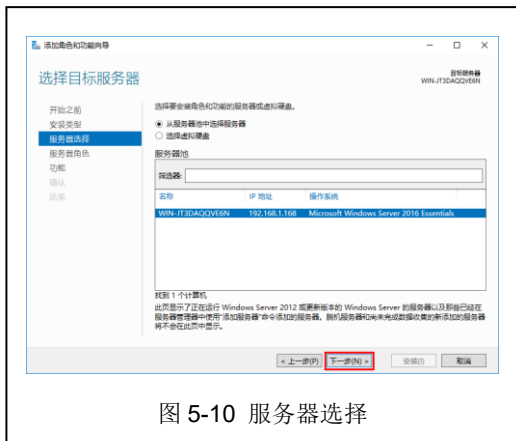 添加角色和功能向导
选择目标服务器
目标服务器
WIN-JT3DAQQVE6N
开始之前
安装类型
服务器选择
服务器角色
功能
确认
结果
选择要安装角色和功能的服务器或虚拟硬盘。
从服务器池中选择服务器
选择虚拟硬盘
服务器池
筛选器:
名称 IP 地址 操作系统
WIN-JT3DAQQVE6N 192.168.1.168 Microsoft Windows Server 2016 Essentials
找到 1 个计算机
此页显示了正在运行 Windows Server 2012 或更新版本的 Windows Server 的服务器以及那些已经在
服务器管理器中使用"添加服务器"命令添加的服务器。脱机服务器和尚未完成数据收集的新添加的服务器
将不会在此页中显示。
< 上一步(P) 下一步(N) > 安装(I) 取消
图 5-10 服务器选择